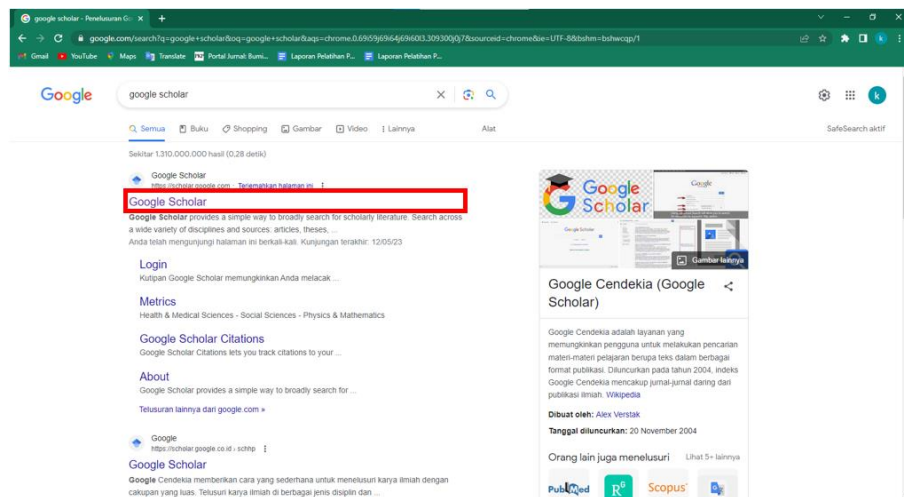 google scholar - Penelusuran Go
google.com/search?q=google+scholar&oq=google+scholar&aqs=chrome.0.69i59j69i64j69i60l3.309300j0j7&sourceid=chrome&ie=UTF-8&bshm=bshwcqp/1
Gmail YouTube Maps Translate Portal Jurnal: Bumi... Laporan Pelatihan P... Laporan Pelatihan P...
Google google scholar k
Semua Buku Shopping Gambar Video Lainnya Alat SafeSearch aktif
Sekitar 1.310.000.000 hasil (0,28 detik)
Google Scholar
https://scholar.google.com · Terjemahkan halaman ini
Google Scholar
Google Scholar provides a simple way to broadly search for scholarly literature. Search across
a wide variety of disciplines and sources: articles, theses, ...
Anda telah mengunjungi halaman ini berkali-kali. Kunjungan terakhir: 12/05/23
Login
Kutipan Google Scholar memungkinkan Anda melacak ...
Metrics
Health & Medical Sciences - Social Sciences - Physics & Mathematics
Google Scholar Citations
Google Scholar Citations lets you track citations to your ...
About
Google Scholar provides a simple way to broadly search for ...
Telusuran lainnya dari google.com »
Google
https://scholar.google.co.id › schhp
Google Scholar
Google Cendekia memberikan cara yang sederhana untuk menelusuri karya ilmiah dengan
cakupan yang luas. Telusuri karya ilmiah di berbagai jenis disiplin dan ...
Google
Scholar
Google
Gambar lainnya
Google Cendekia (Google
Scholar)
Google Cendekia adalah layanan yang
memungkinkan pengguna untuk melakukan pencarian
materi-materi pelajaran berupa teks dalam berbagai
format publikasi. Diluncurkan pada tahun 2004, indeks
Google Cendekia mencakup jurnal-jurnal daring dari
publikasi ilmiah. Wikipedia
Dibuat oleh: Alex Verstak
Tanggal diluncurkan: 20 November 2004
Orang lain juga menelusuri Lihat 5+ lainnya
PubMed RG Scopus